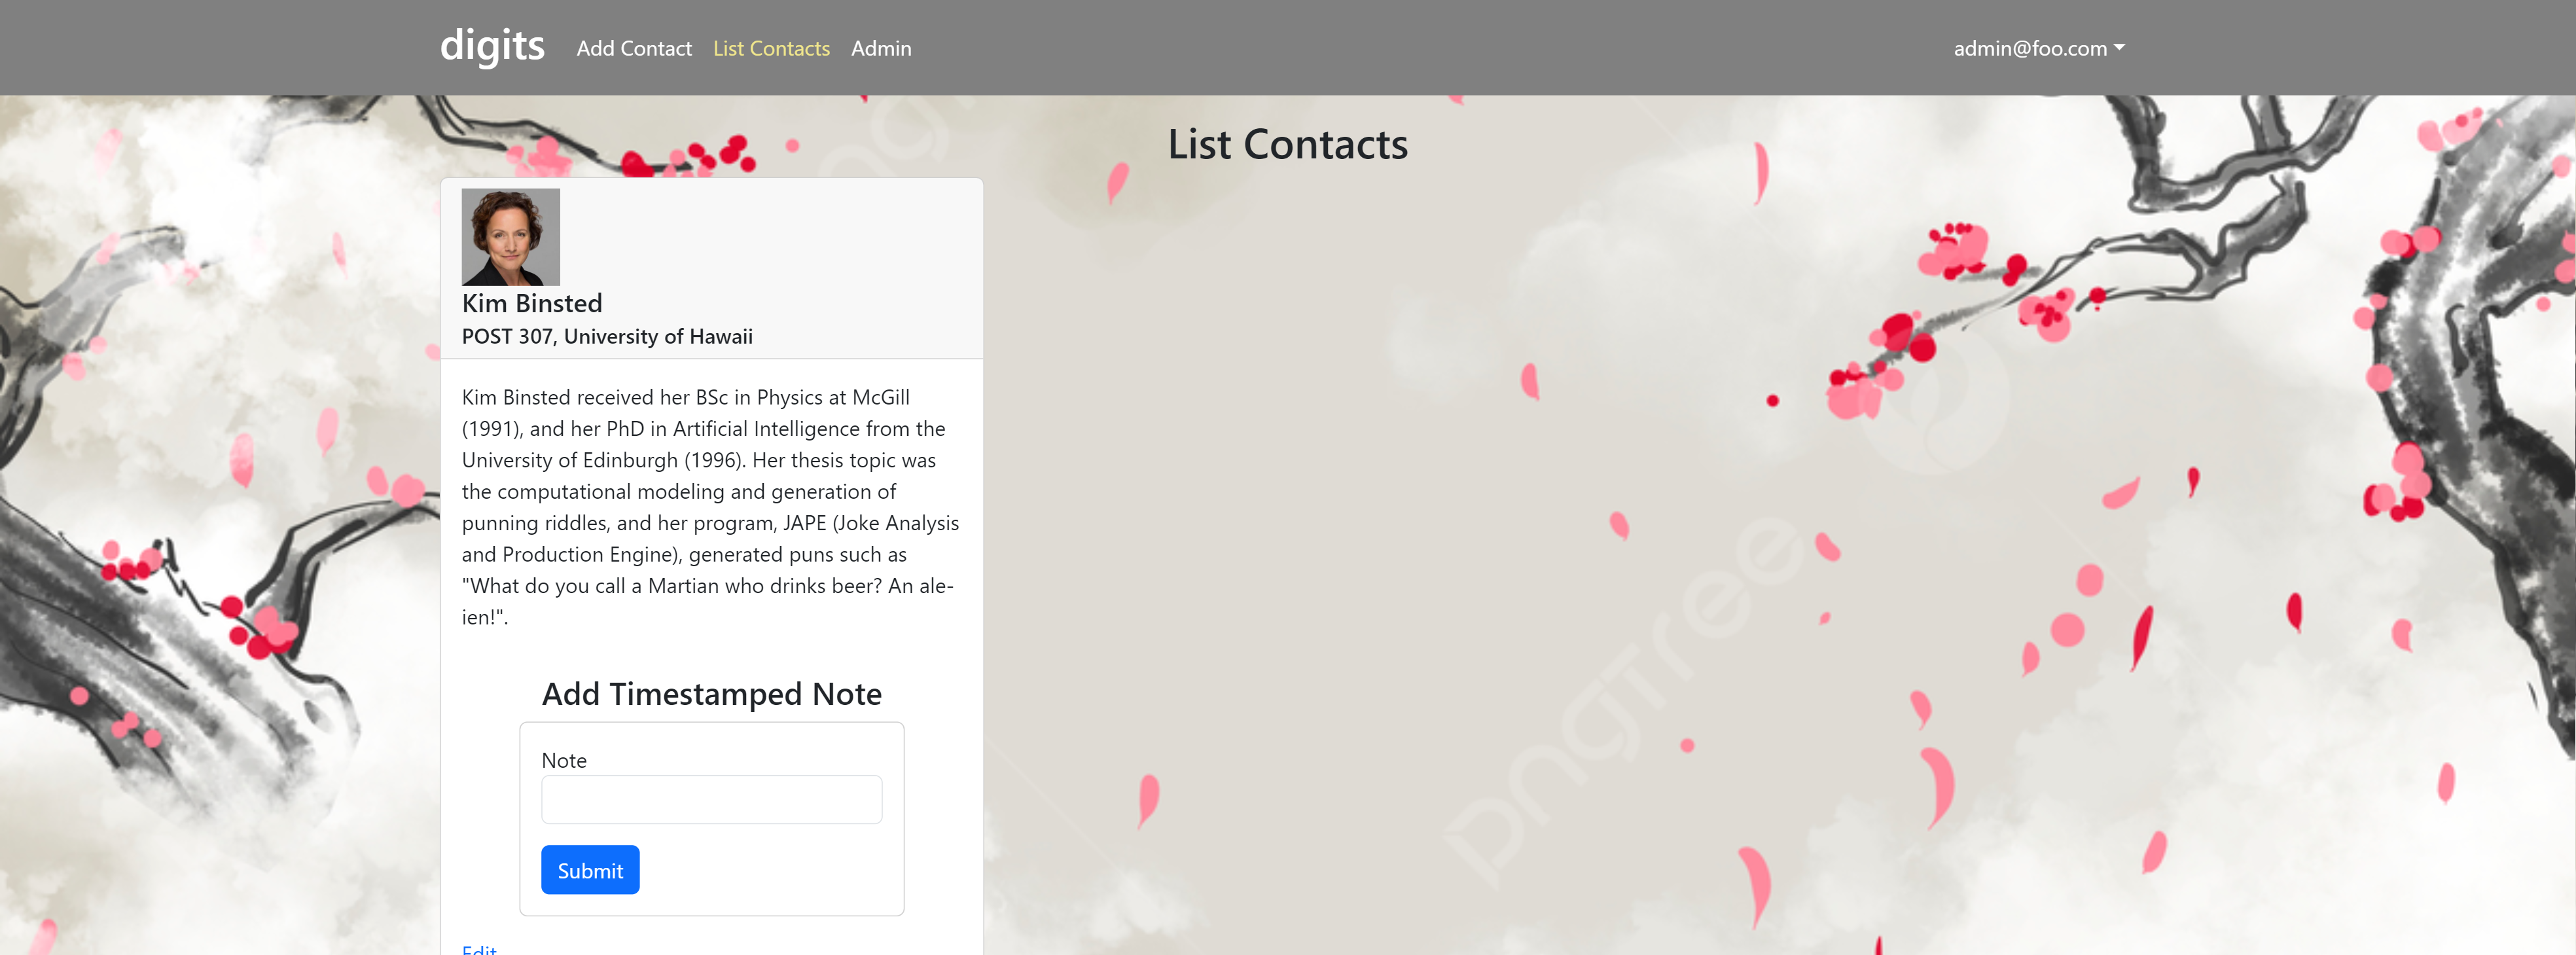 digits Add Contact List Contacts Admin admin@foo.com
List Contacts
Kim Binsted
POST 307, University of Hawaii
Kim Binsted received her BSc in Physics at McGill
(1991), and her PhD in Artificial Intelligence from the
University of Edinburgh (1996). Her thesis topic was
the computational modeling and generation of
punning riddles, and her program, JAPE (Joke Analysis
and Production Engine), generated puns such as
"What do you call a Martian who drinks beer? An ale-
ien!".
Add Timestamped Note
Note
Submit
Edit
pngtree